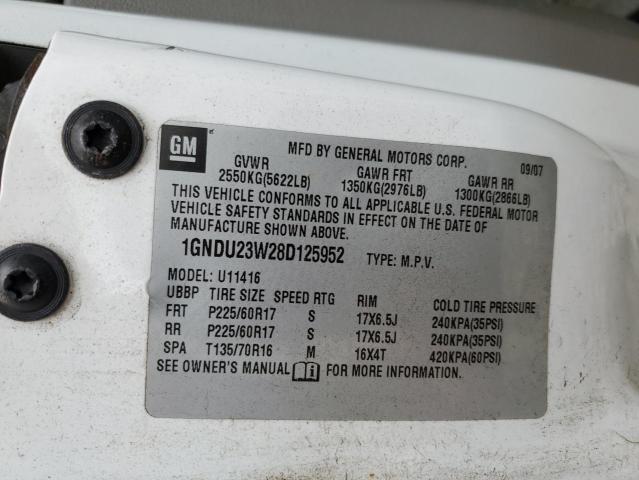 GM
MFD BY GENERAL MOTORS CORP. 09/07
GVWR GAWR FRT GAWR RR
2550KG(5622LB) 1350KG(2976LB) 1300KG(2866LB)
THIS VEHICLE CONFORMS TO ALL APPLICABLE U.S. FEDERAL MOTOR
VEHICLE SAFETY STANDARDS IN EFFECT ON THE DATE OF
MANUFACTURE SHOWN ABOVE.
1GNDU23W28D125952 TYPE: M.P.V.
MODEL: U11416
UBBP TIRE SIZE SPEED RTG RIM COLD TIRE PRESSURE
FRT P225/60R17 S 17X6.5J 240KPA(35PSI)
RR P225/60R17 S 17X6.5J 240KPA(35PSI)
SPA T135/70R16 M 16X4T 420KPA(60PSI)
SEE OWNER'S MANUAL i FOR MORE INFORMATION.